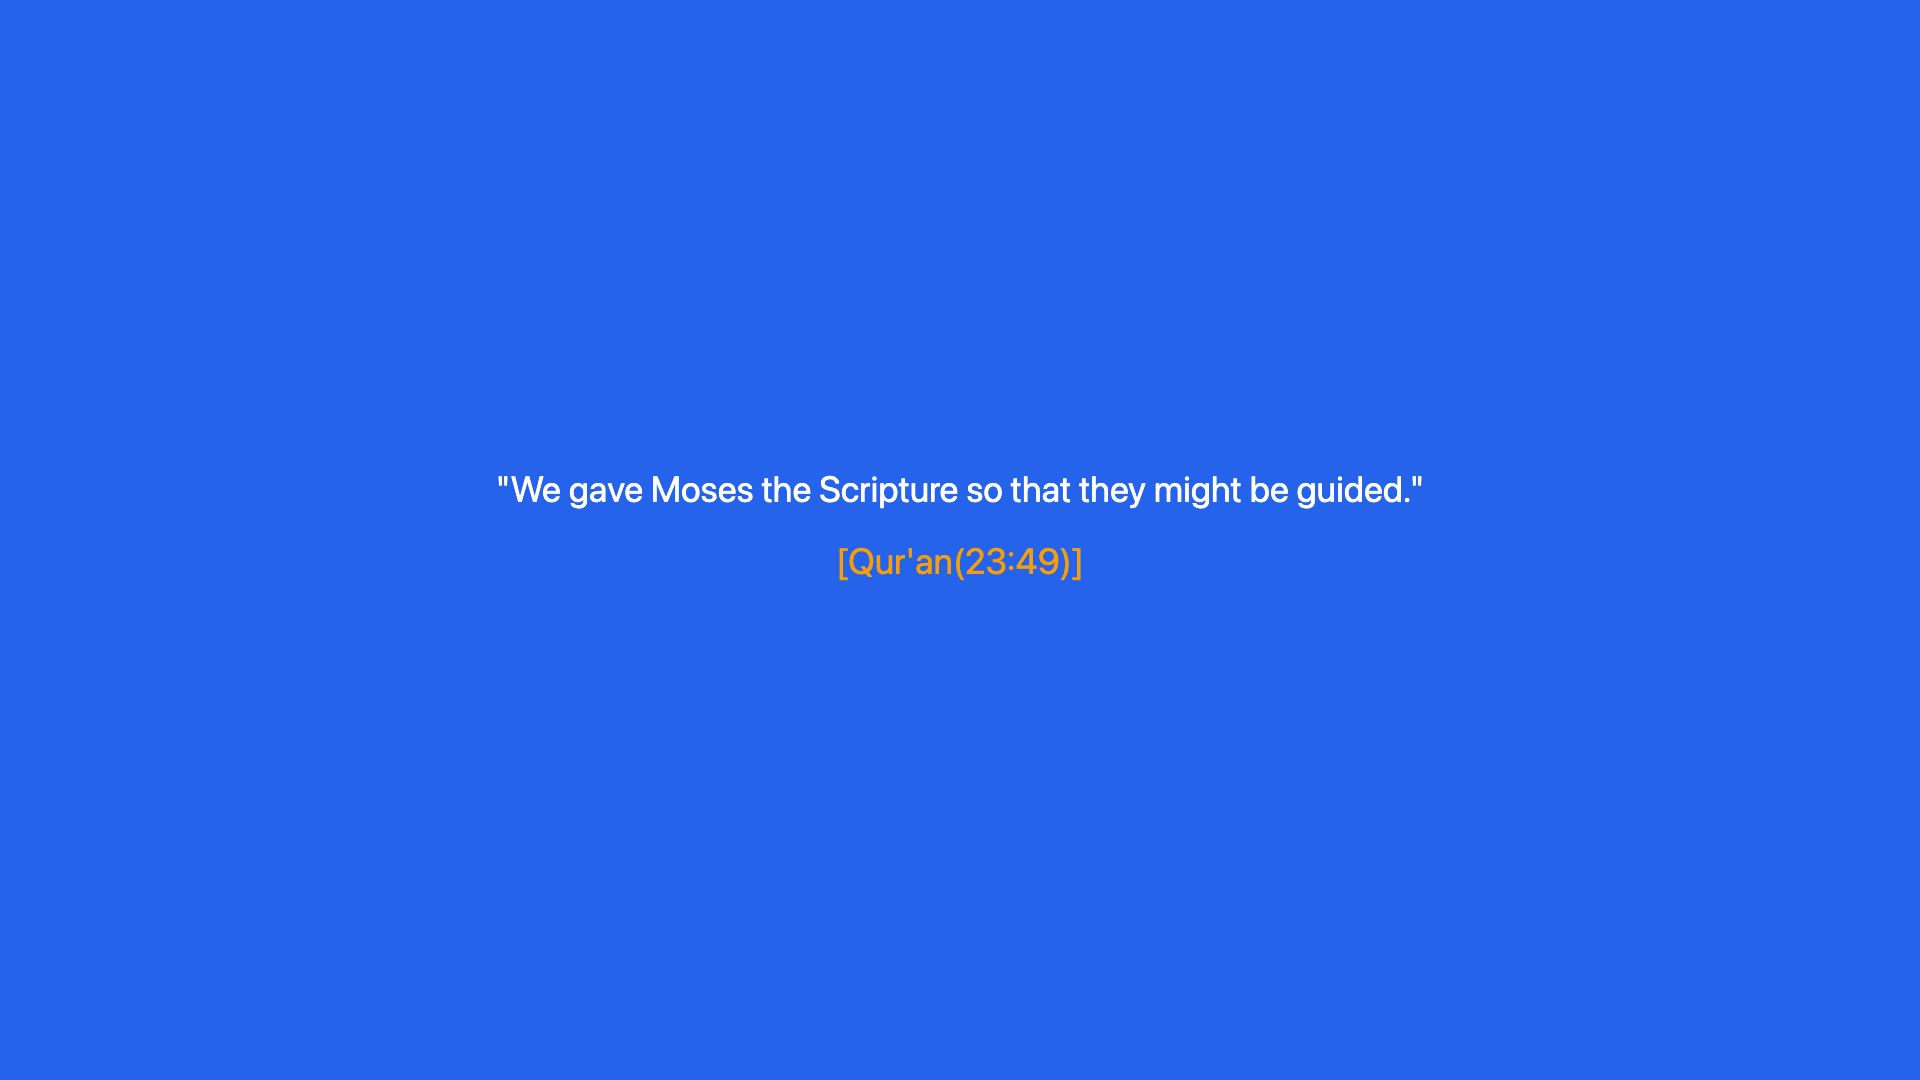 "We gave Moses the Scripture so that they might be guided."
[Qur'an(23:49)]